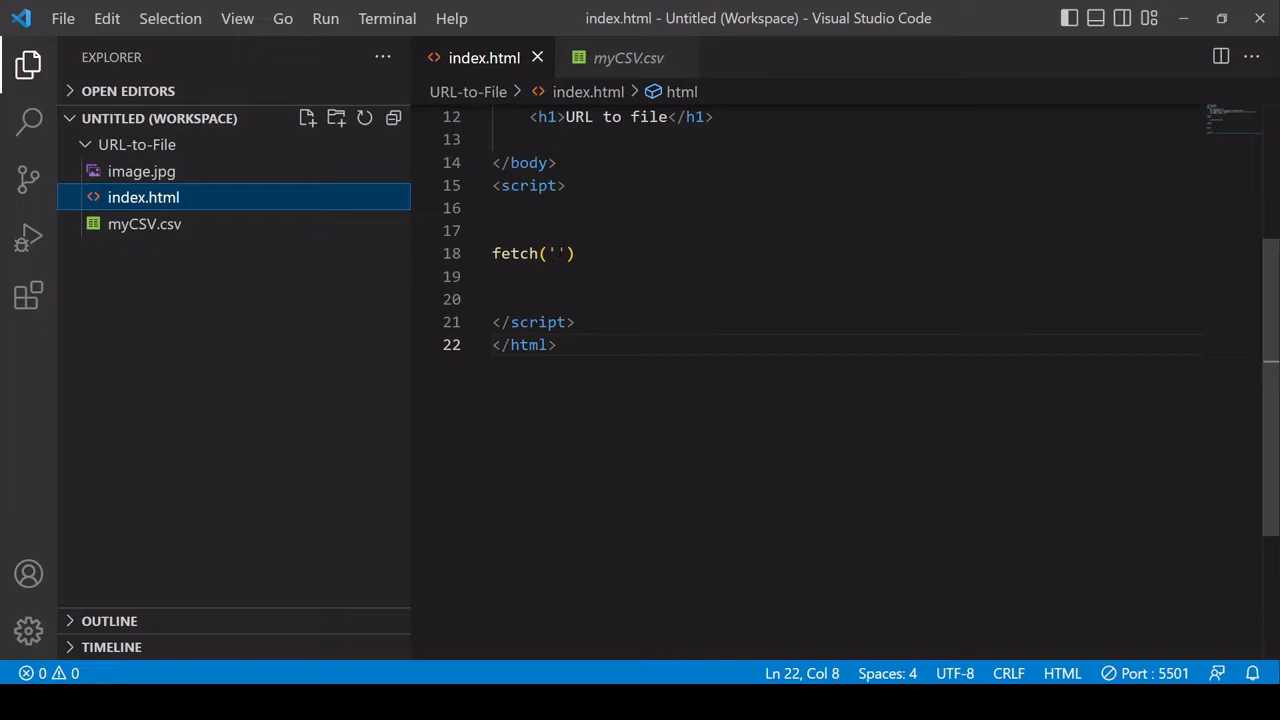 File Edit Selection View Go Run Terminal Help
index.html - Untitled (Workspace) - Visual Studio Code
EXPLORER
OPEN EDITORS
UNTITLED (WORKSPACE)
URL-to-File
image.jpg
index.html
myCSV.csv
OUTLINE
TIMELINE
index.html myCSV.csv
URL-to-File > index.html > html
12 <h1>URL to file</h1>
13
14 </body>
15 <script>
16
17
18 fetch('')
19
20
21 </script>
22 </html>
0 0
Ln 22, Col 8 Spaces: 4 UTF-8 CRLF HTML Port : 5501